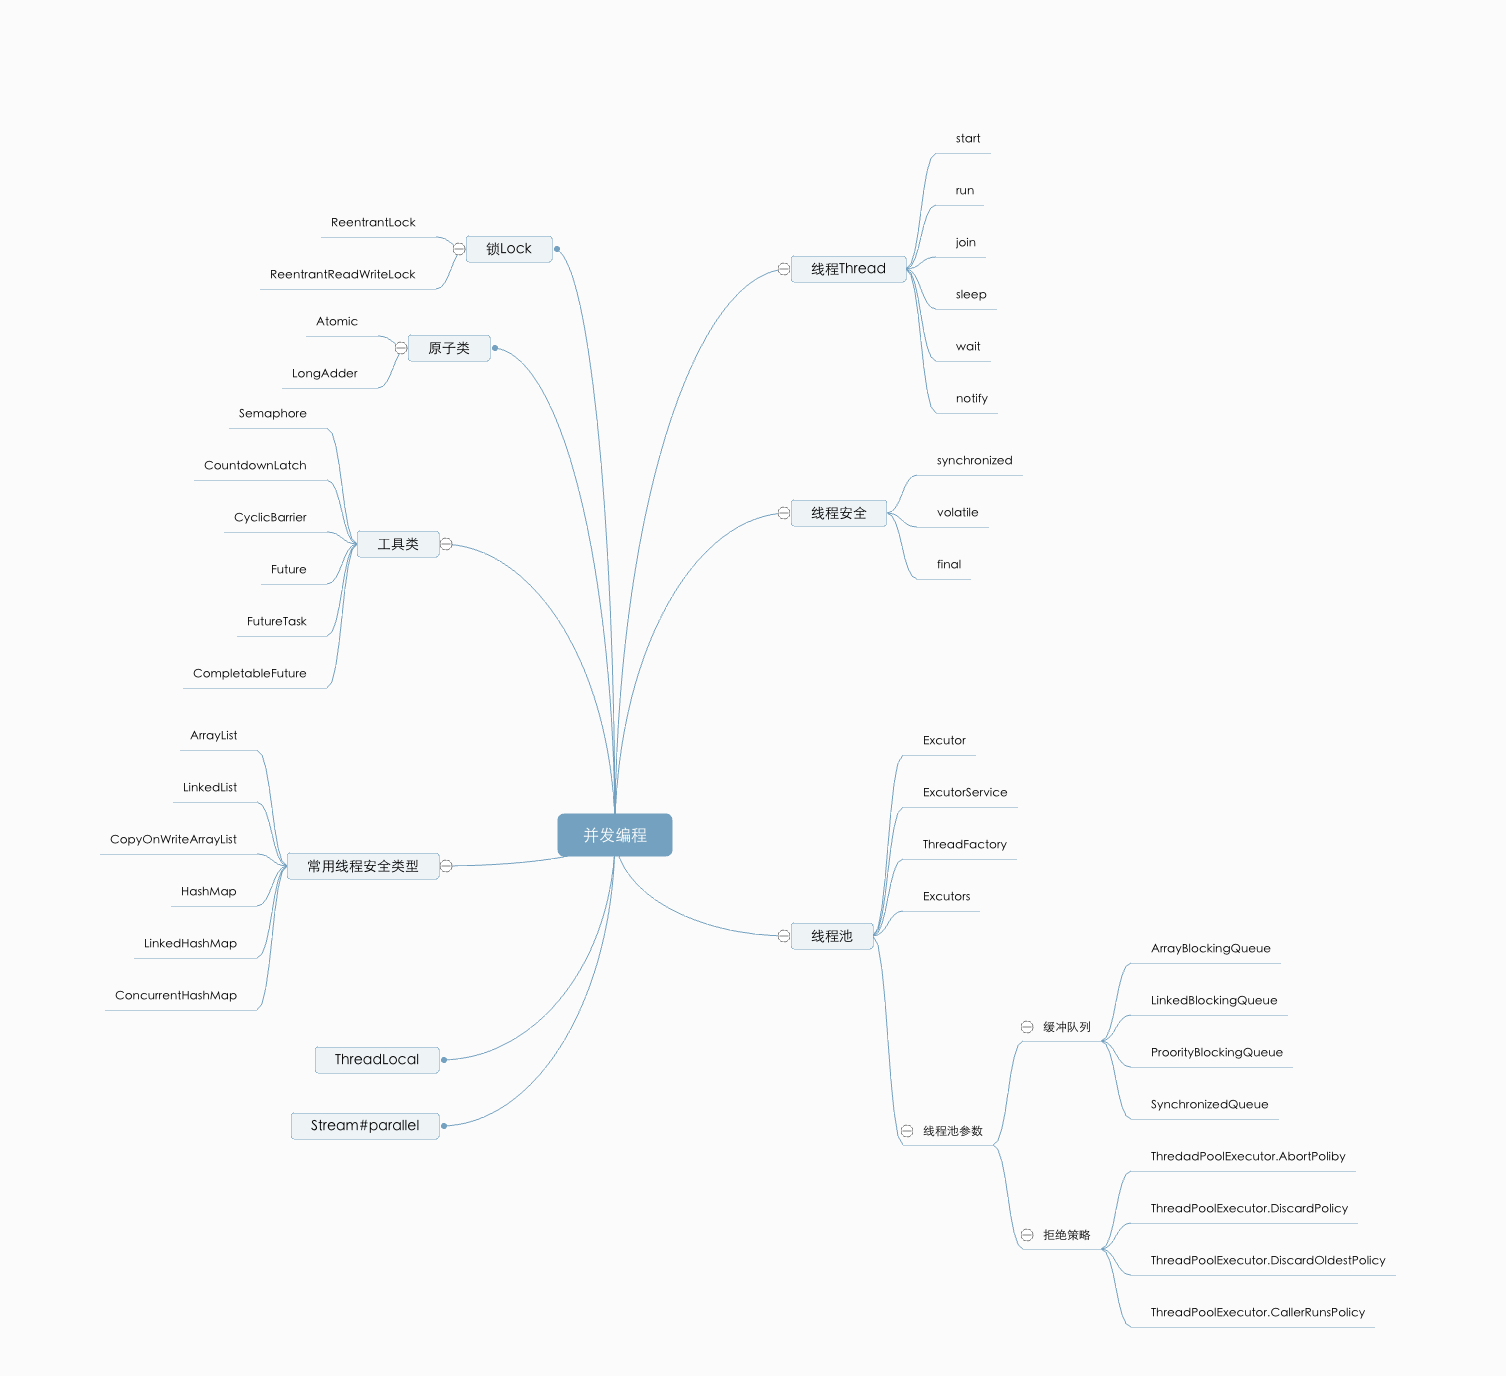 并发编程
线程Thread
start
run
join
sleep
wait
notify
线程安全
synchronized
volatile
final
线程池
Excutor
ExcutorService
ThreadFactory
Excutors
线程池参数
缓冲队列
ArrayBlockingQueue
LinkedBlockingQueue
ProorityBlockingQueue
SynchronizedQueue
拒绝策略
ThredadPoolExecutor.AbortPoliby
ThreadPoolExecutor.DiscardPolicy
ThreadPoolExecutor.DiscardOldestPolicy
ThreadPoolExecutor.CallerRunsPolicy
锁Lock
ReentrantLock
ReentrantReadWriteLock
原子类
Atomic
LongAdder
工具类
Semaphore
CountdownLatch
CyclicBarrier
Future
FutureTask
CompletableFuture
常用线程安全类型
ArrayList
LinkedList
CopyOnWriteArrayList
HashMap
LinkedHashMap
ConcurrentHashMap
ThreadLocal
Stream#parallel